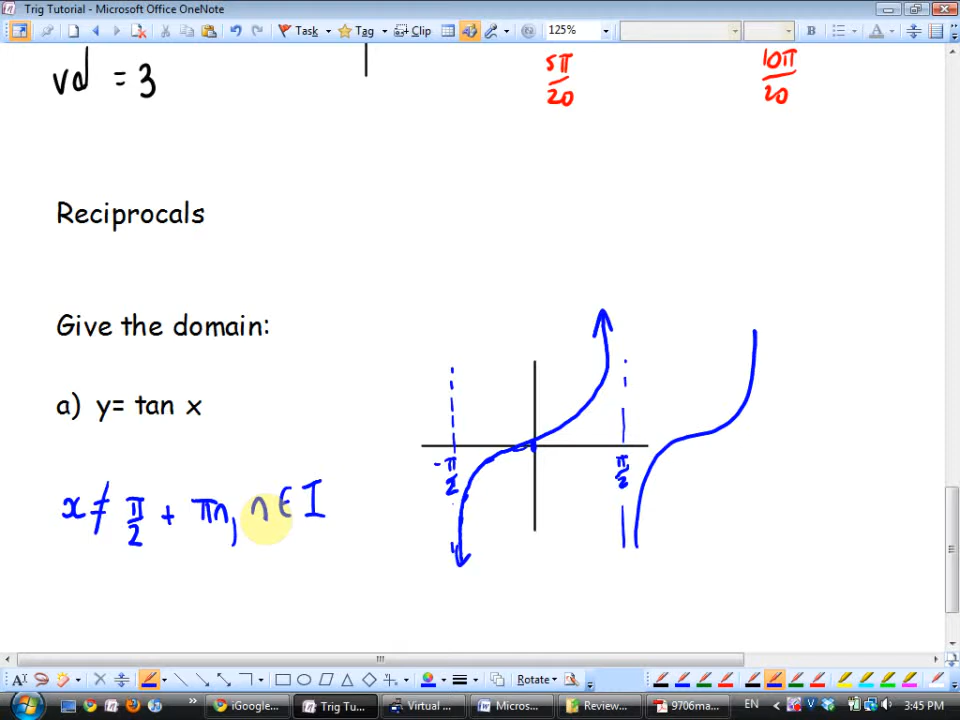 Trig Tutorial - Microsoft Office OneNote
Task Tag Clip 125% B A
vd = 3
5π/20
10π/20
Reciprocals
Give the domain:
a) y= tan x
-π/2
π/2
x ≠ π/2 + πn, n ∈ I
A Rotate
iGoogle... Trig Tu... Virtual ... Micros... Review... 9706ma... EN 3:45 PM